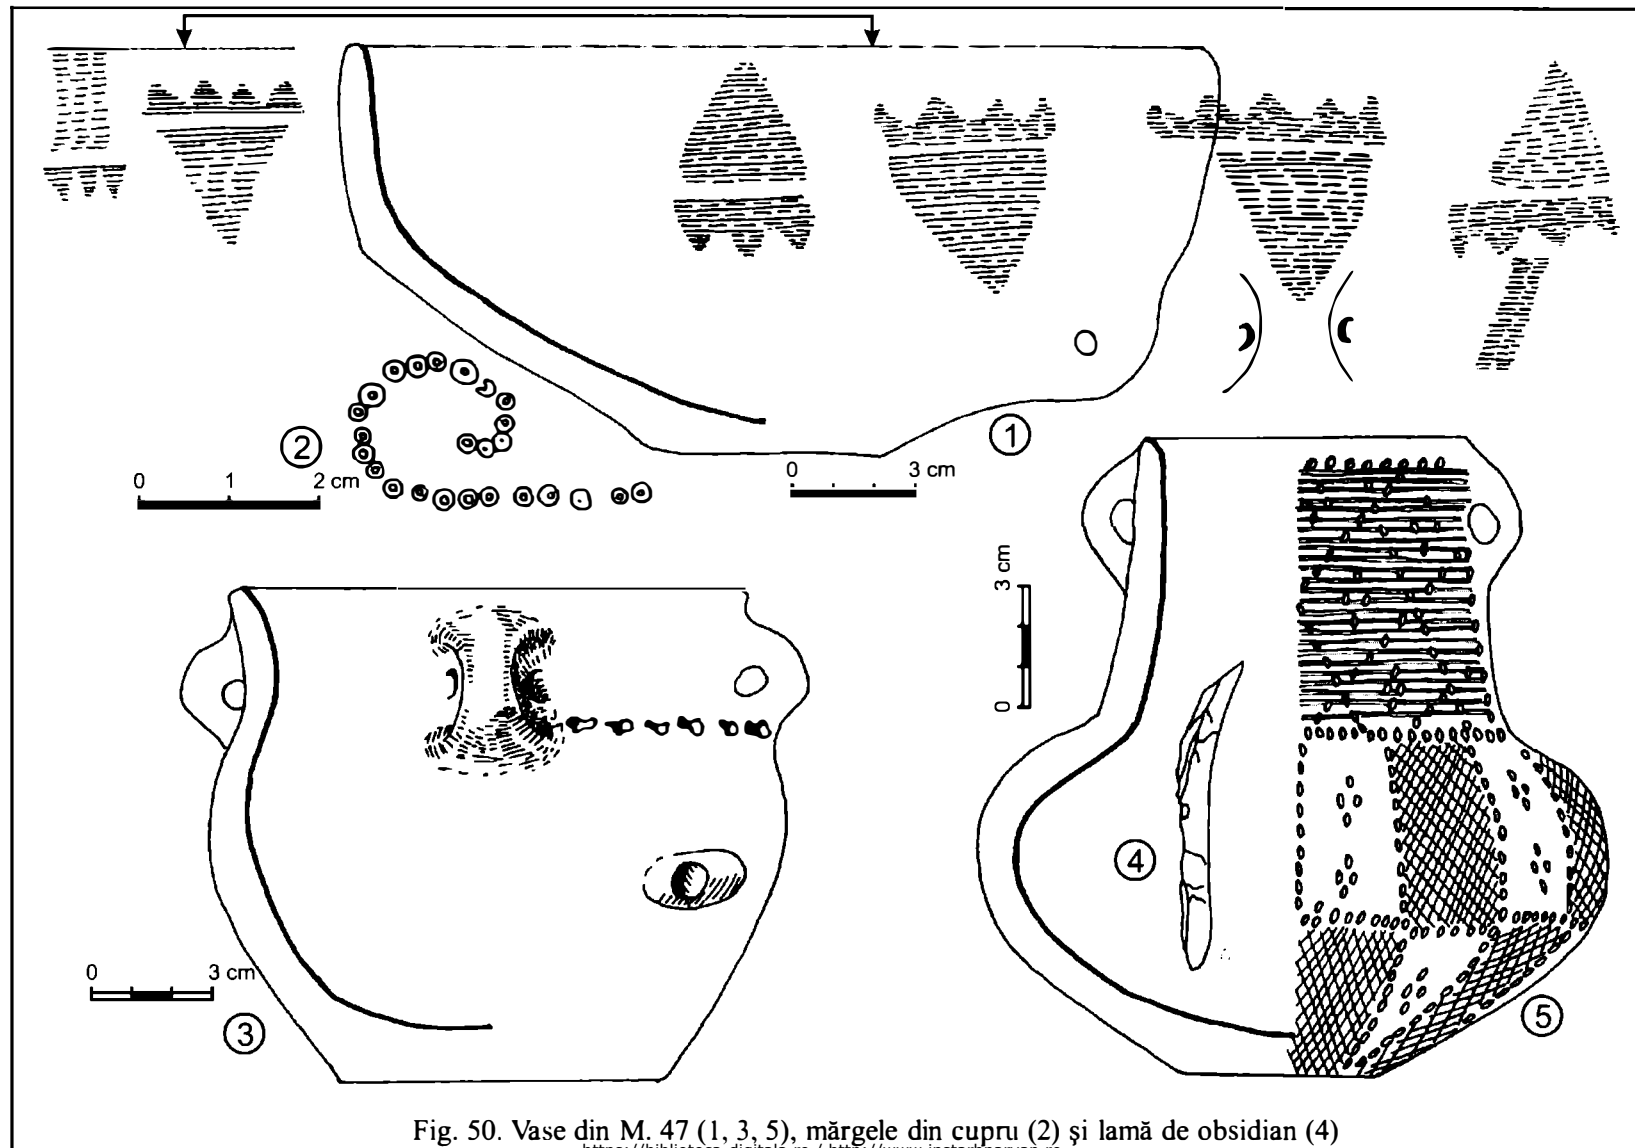 1
2
0 1 2 cm
0 3 cm
3 cm
0
4
0 3 cm
3
5
Fig. 50. Vase din M. 47 (1, 3, 5), mărgele din cupru (2) şi lamă de obsidian (4)